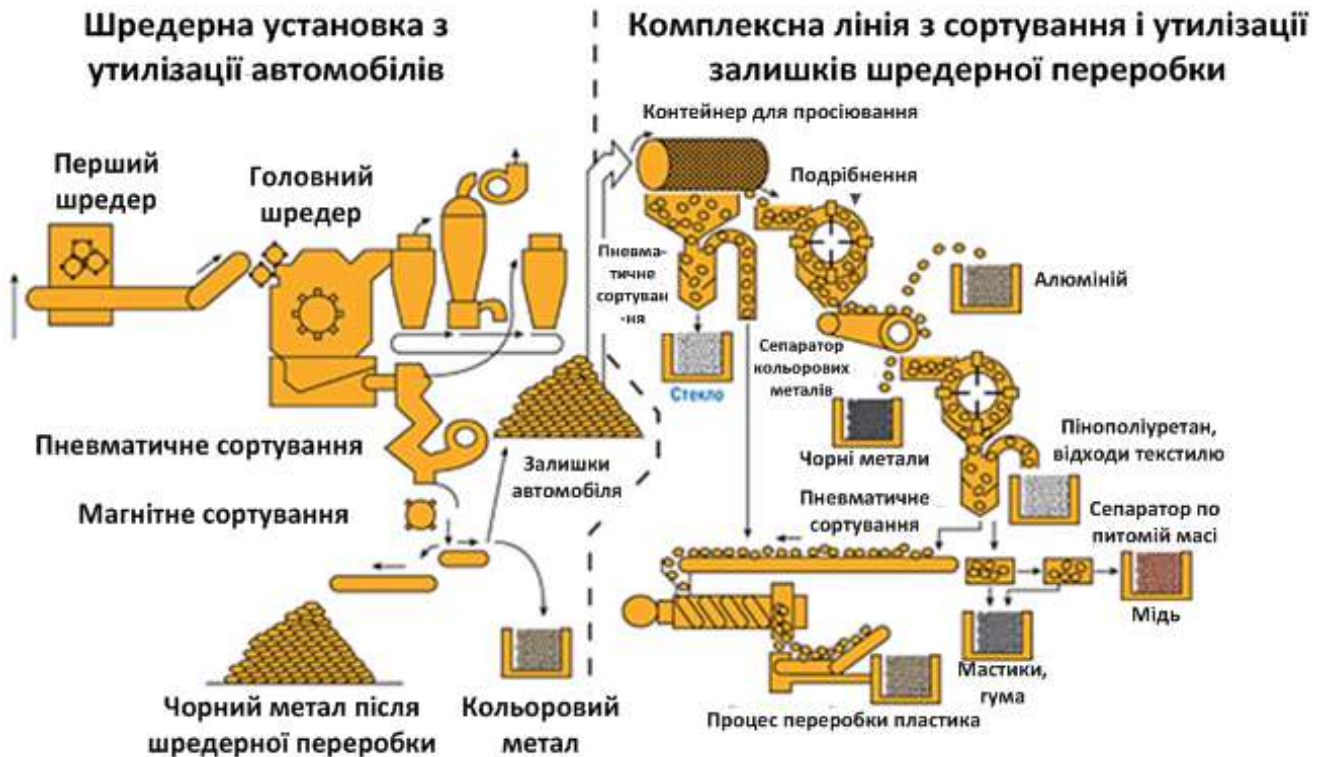 Шредерна установка з
утилізації автомобілів
Комплексна лінія з сортування і утилізації
залишків шредерної переробки
Контейнер для просіювання
Перший
шредер
Головний
шредер
Подрібнення
Пневма-
тичне
сортуван
-ня
Алюміній
Стекло
Сепаратор
кольорових
металів
Чорні метали
Пінополіуретан,
відходи текстилю
Пневматичне сортування
Залишки
автомобіля
Магнітне сортування
Пневматичне
сортування
Сепаратор по
питомій масі
Мідь
Мастики,
гума
Чорний метал після
шредерної переробки
Кольоровий
метал
Процес переробки пластика